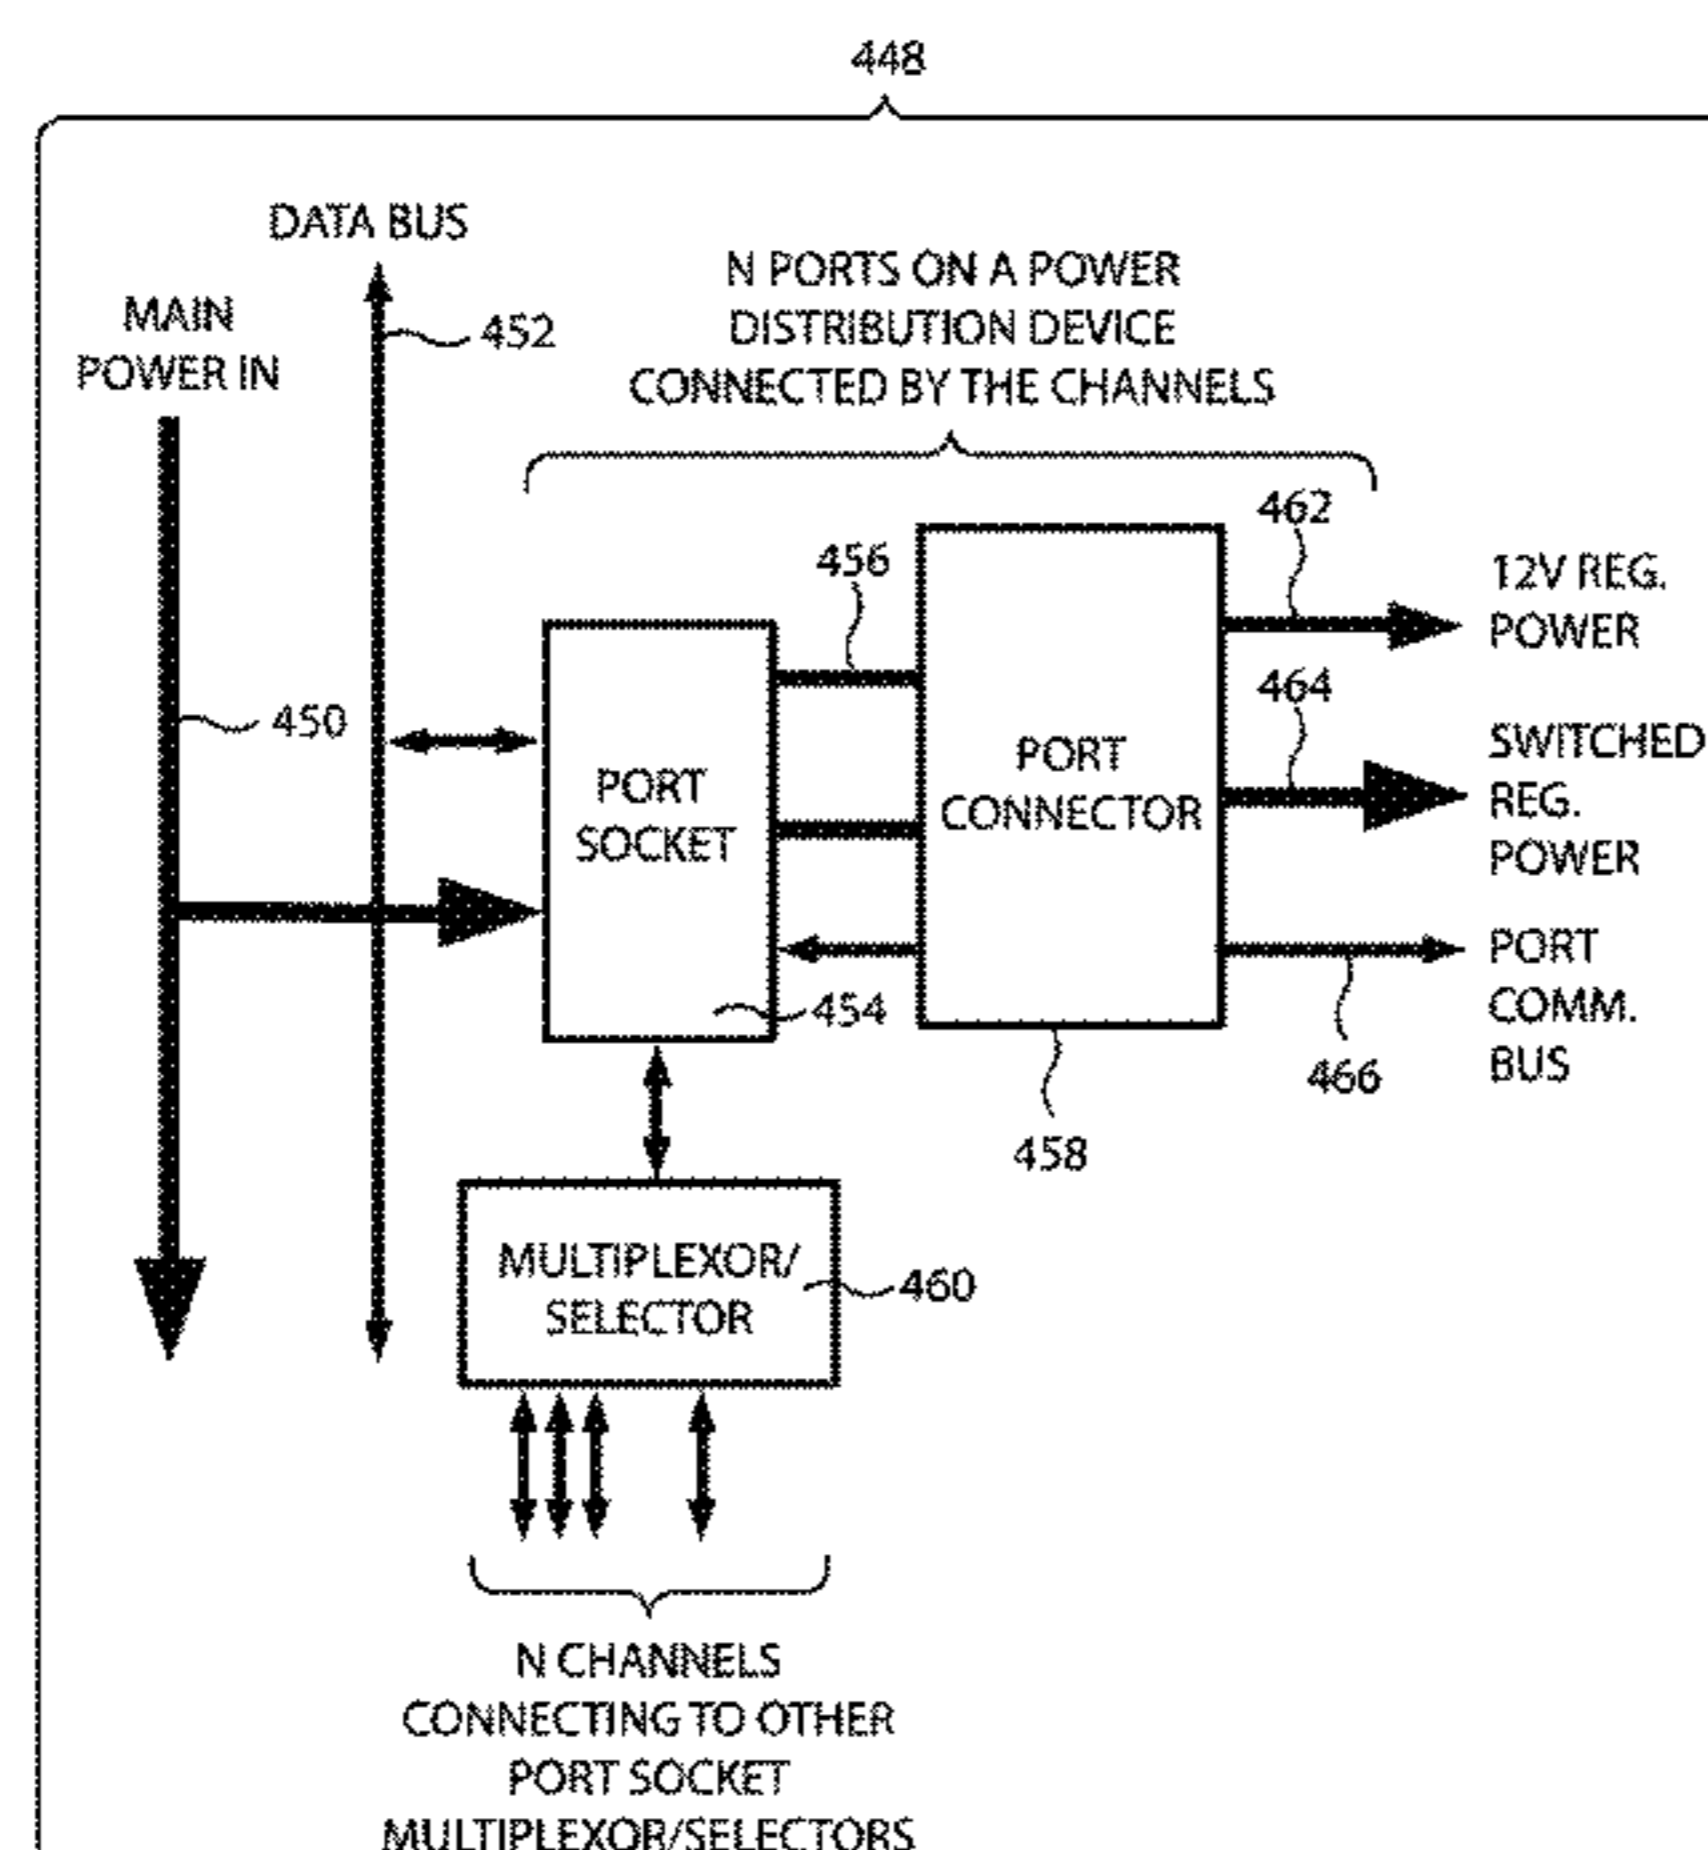 448
DATA BUS
MAIN
POWER IN
452
N PORTS ON A POWER
DISTRIBUTION DEVICE
CONNECTED BY THE CHANNELS
462
456
12V REG.
POWER
464
450
PORT
SOCKET
PORT
CONNECTOR
SWITCHED
REG.
POWER
454
PORT
COMM.
BUS
466
458
MULTIPLEXOR/
SELECTOR
460
N CHANNELS
CONNECTING TO OTHER
PORT SOCKET
MULTIPLEXOR/SELECTORS